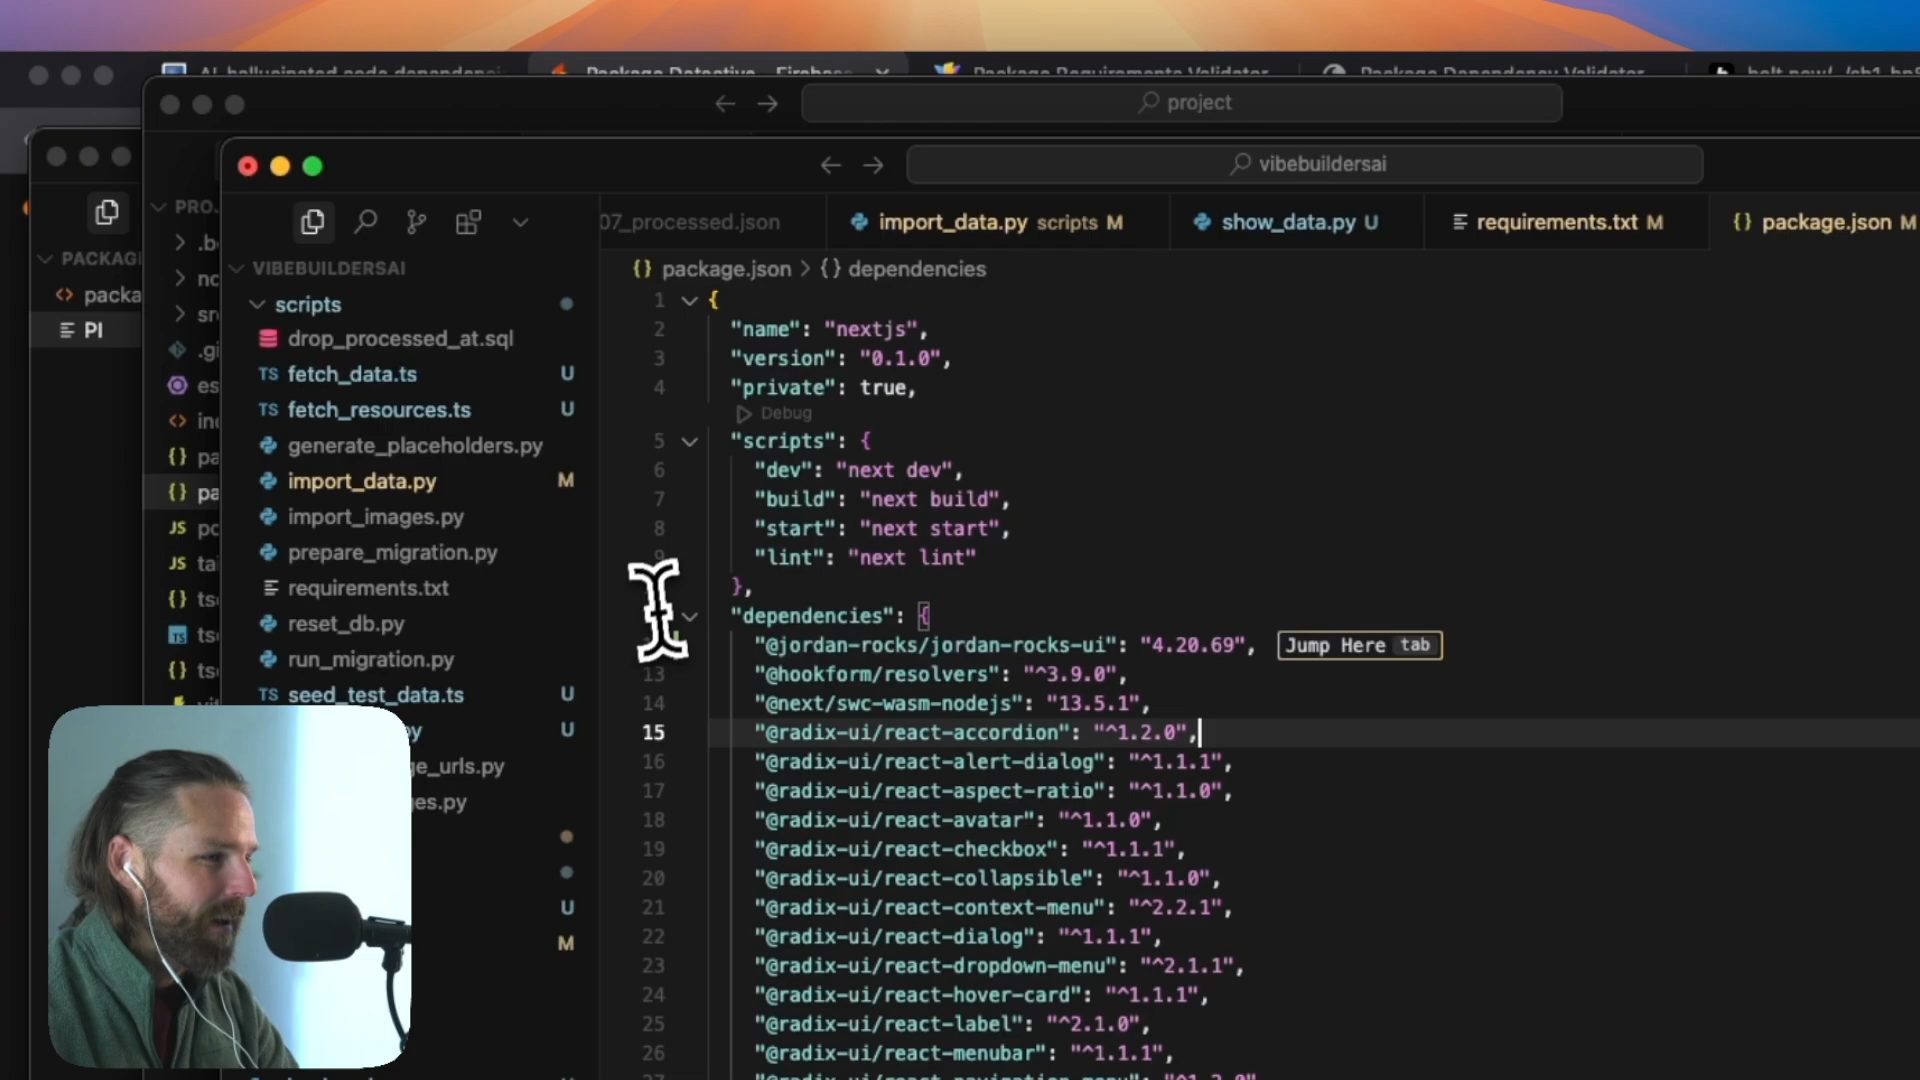 project
vibebuildersai
07_processed.json
import_data.py scripts M
show_data.py U
requirements.txt M
{} package.json M
PACKAG
packa
PI
PRO.
VIBEBUILDERSAI
scripts
drop_processed_at.sql
TS fetch_data.ts U
TS fetch_resources.ts U
generate_placeholders.py
import_data.py M
import_images.py
prepare_migration.py
requirements.txt
reset_db.py
run_migration.py
TS seed_test_data.ts U
py U
ge_urls.py
ges.py
U
M
{} package.json > {} dependencies
1 {
2 "name": "nextjs",
3 "version": "0.1.0",
4 "private": true,
Debug
5 "scripts": {
6 "dev": "next dev",
7 "build": "next build",
8 "start": "next start",
9 "lint": "next lint"
},
"dependencies": {
"@jordan-rocks/jordan-rocks-ui": "4.20.69", Jump Here tab
13 "@hookform/resolvers": "^3.9.0",
14 "@next/swc-wasm-nodejs": "13.5.1",
15 "@radix-ui/react-accordion": "^1.2.0",
16 "@radix-ui/react-alert-dialog": "^1.1.1",
17 "@radix-ui/react-aspect-ratio": "^1.1.0",
18 "@radix-ui/react-avatar": "^1.1.0",
19 "@radix-ui/react-checkbox": "^1.1.1",
20 "@radix-ui/react-collapsible": "^1.1.0",
21 "@radix-ui/react-context-menu": "^2.2.1",
22 "@radix-ui/react-dialog": "^1.1.1",
23 "@radix-ui/react-dropdown-menu": "^2.1.1",
24 "@radix-ui/react-hover-card": "^1.1.1",
25 "@radix-ui/react-label": "^2.1.0",
26 "@radix-ui/react-menubar": "^1.1.1",